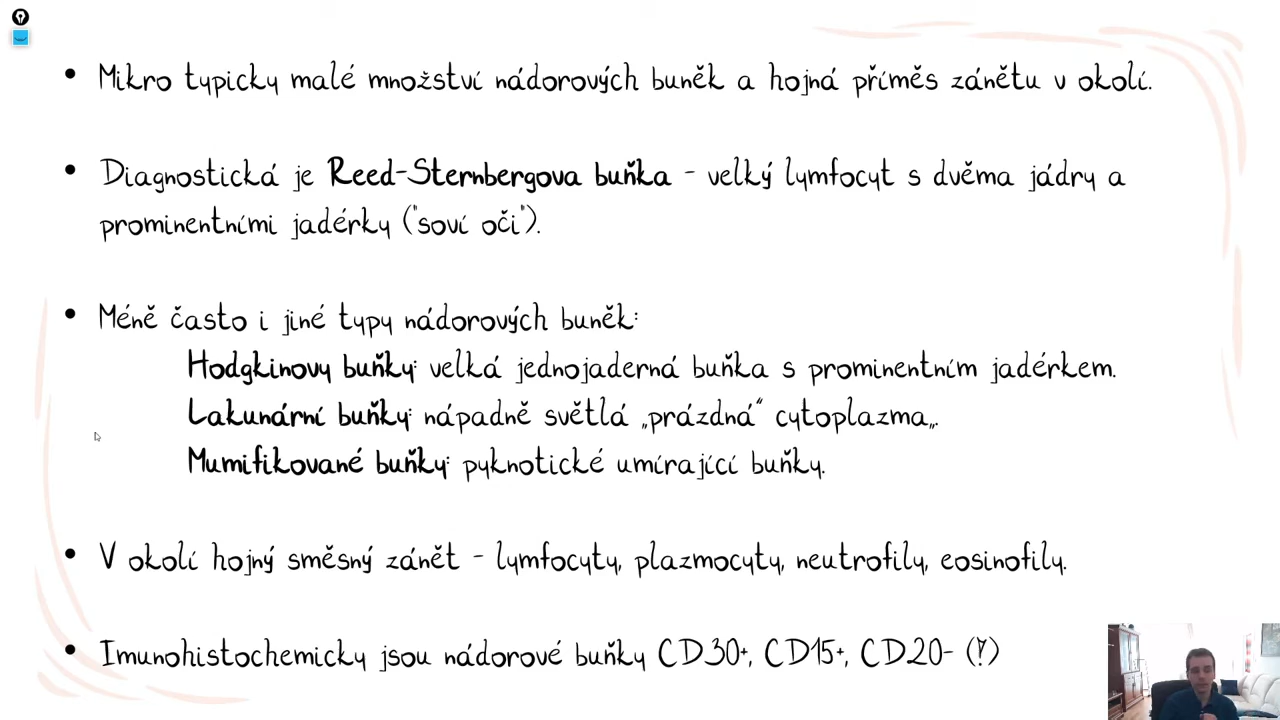 • Mikro typicky malé množství nádorových buněk a hojná příměs zánětu v okolí.
• Diagnostická je Reed-Sternbergova buňka - velký lymfocyt s dvěma jádry a
prominentními jadérky ("soví oči").
• Méně často i jiné typy nádorových buněk:
Hodgkinovy buňky: velká jednojaderná buňka s prominentním jadérkem.
Lakunární buňky: nápadně světlá „prázdná“ cytoplazma„.
Mumifikované buňky: pyknotické umírající buňky.
• V okolí hojný směsný zánět - lymfocyty, plazmocyty, neutrofily, eosinofily.
• Imunohistochemicky jsou nádorové buňky CD30+, CD15+, CD20- (!)